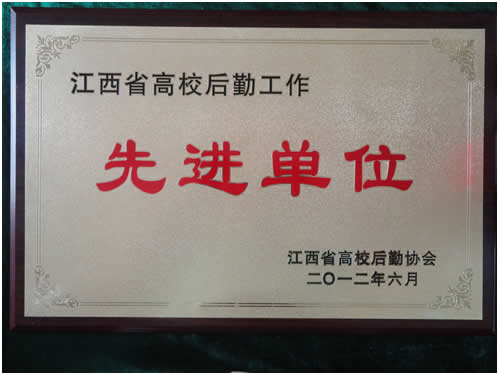 江西省高校后勤工作
先进单位
江西省高校后勤协会
二〇一二年六月